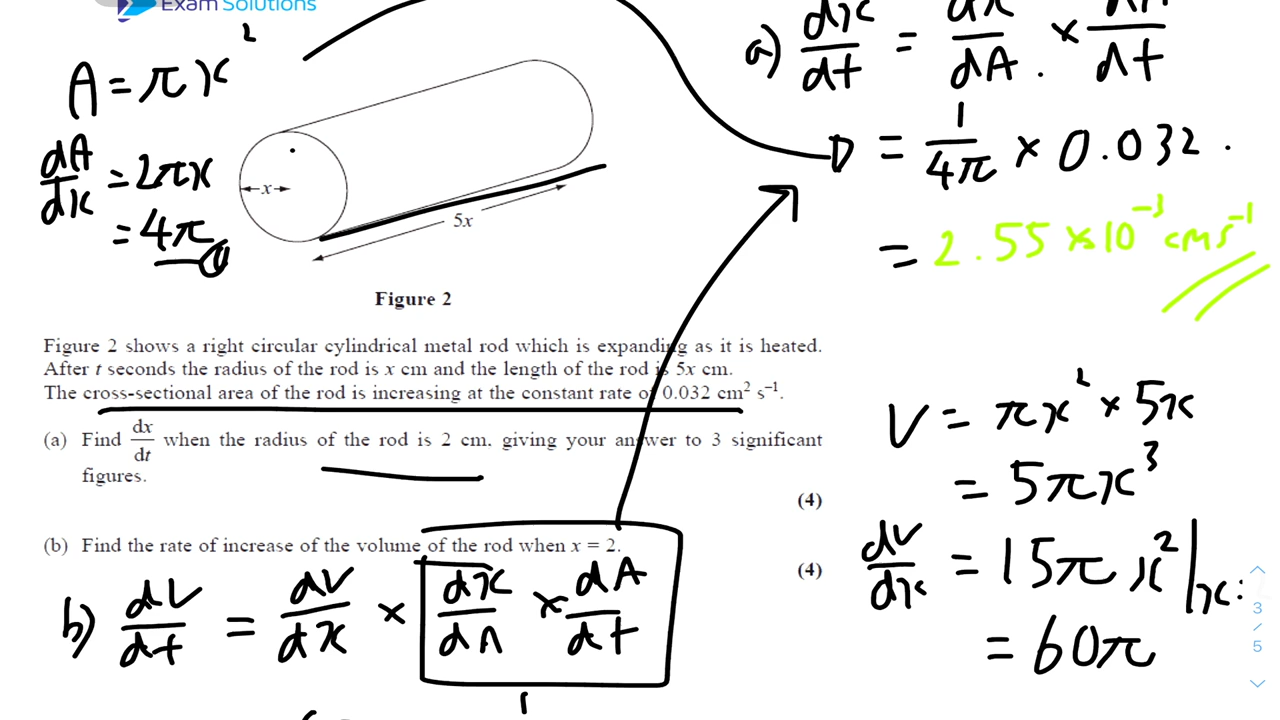 Exam Solutions
A = πx²
dA/dx = 2πx
= 4π
x
5x
Figure 2
a) dx/dt = dx/dA × dA/dt
= 1/4π × 0.032
= 2.55 × 10⁻³ cms⁻¹
Figure 2 shows a right circular cylindrical metal rod which is expanding as it is heated.
After t seconds the radius of the rod is x cm and the length of the rod is 5x cm.
The cross-sectional area of the rod is increasing at the constant rate of 0.032 cm² s⁻¹.
(a) Find dx/dt when the radius of the rod is 2 cm, giving your answer to 3 significant
figures.
(4)
(b) Find the rate of increase of the volume of the rod when x = 2.
(4)
b) dV/dt = dV/dx × dx/dA × dA/dt
V = πx² × 5x
= 5πx³
dV/dx = 15πx²|x:
= 60π
3
/
5